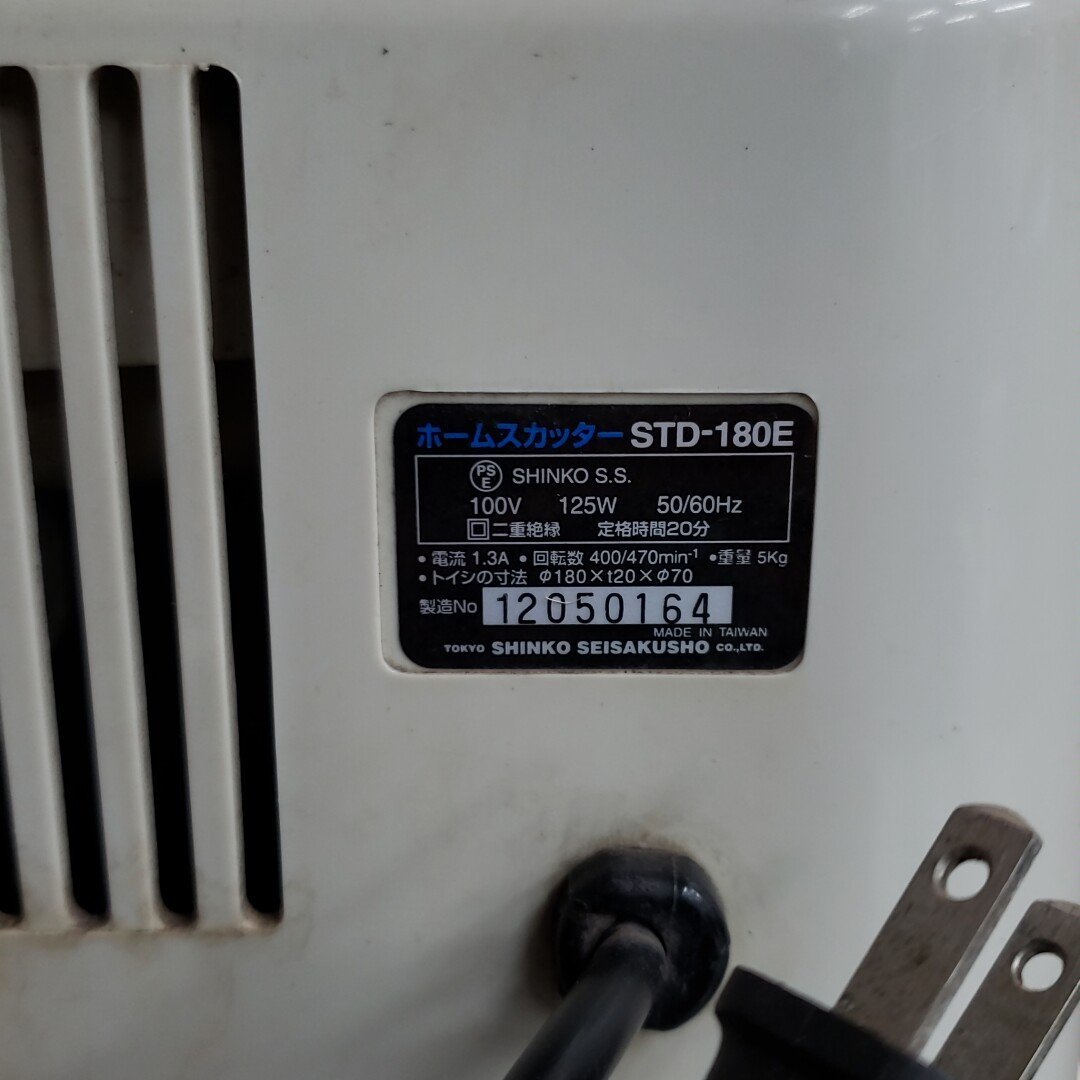 ホームスカッター STD-180E
PSE SHINKO S.S.
100V 125W 50/60Hz
回二重絶縁 定格時間20分
・電流 1.3A ・回転数 400/470min⁻¹ ・重量 5Kg
・トイシの寸法 Φ180×t20×Φ70
製造No 12050164
MADE IN TAIWAN
TOKYO SHINKO SEISAKUSHO CO.,LTD.